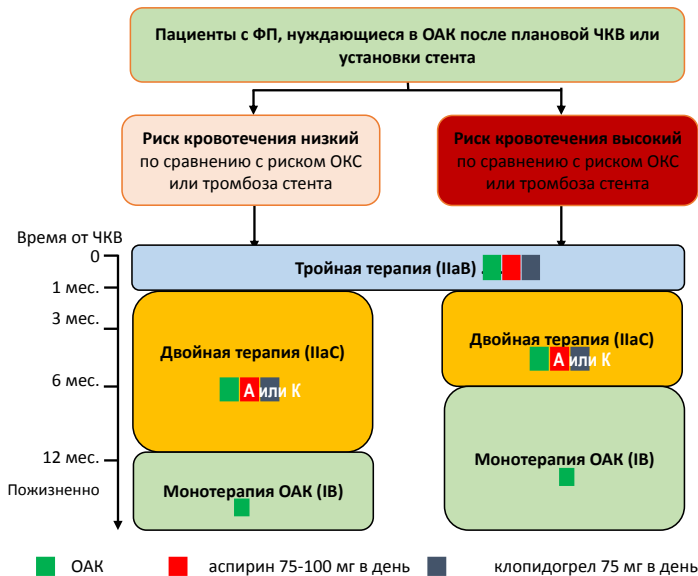 Пациенты с ФП, нуждающиеся в ОАК после плановой ЧКВ или
установки стента
Риск кровотечения низкий
по сравнению с риском ОКС
или тромбоза стента
Риск кровотечения высокий
по сравнению с риском ОКС
или тромбоза стента
Время от ЧКВ
0
Тройная терапия (IIaB)
1 мес.
3 мес.
Двойная терапия (IIaC)
А или К
Двойная терапия (IIaC)
А или К
6 мес.
12 мес.
Монотерапия ОАК (IB)
Монотерапия ОАК (IB)
Пожизненно
ОАК
аспирин 75-100 мг в день
клопидогрел 75 мг в день